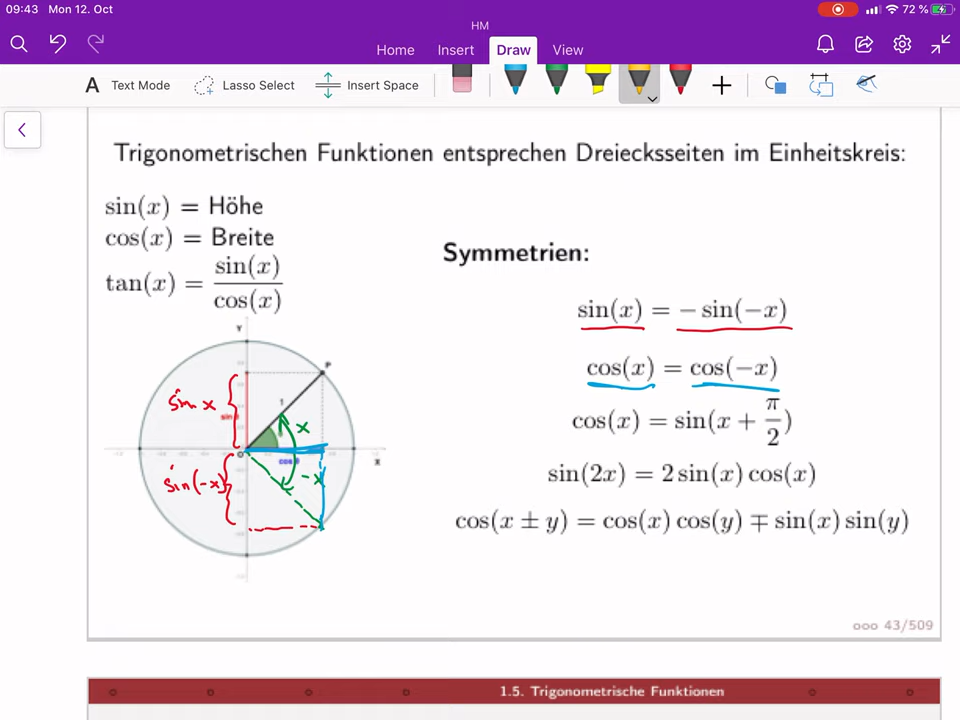 09:43 Mon 12. Oct
72 %
HM
Home Insert Draw View
A Text Mode Lasso Select Insert Space
Trigonometrischen Funktionen entsprechen Dreiecksseiten im Einheitskreis:
sin(x) = Höhe
cos(x) = Breite
tan(x) = sin(x)/cos(x)
Symmetrien:
sin(x) = − sin(−x)
cos(x) = cos(−x)
cos(x) = sin(x + π/2)
sin(2x) = 2 sin(x) cos(x)
cos(x ± y) = cos(x) cos(y) ∓ sin(x) sin(y)
Y
P
1
sin x
x
O
X
sin(-x)
-x
43/509
1.5. Trigonometrische Funktionen